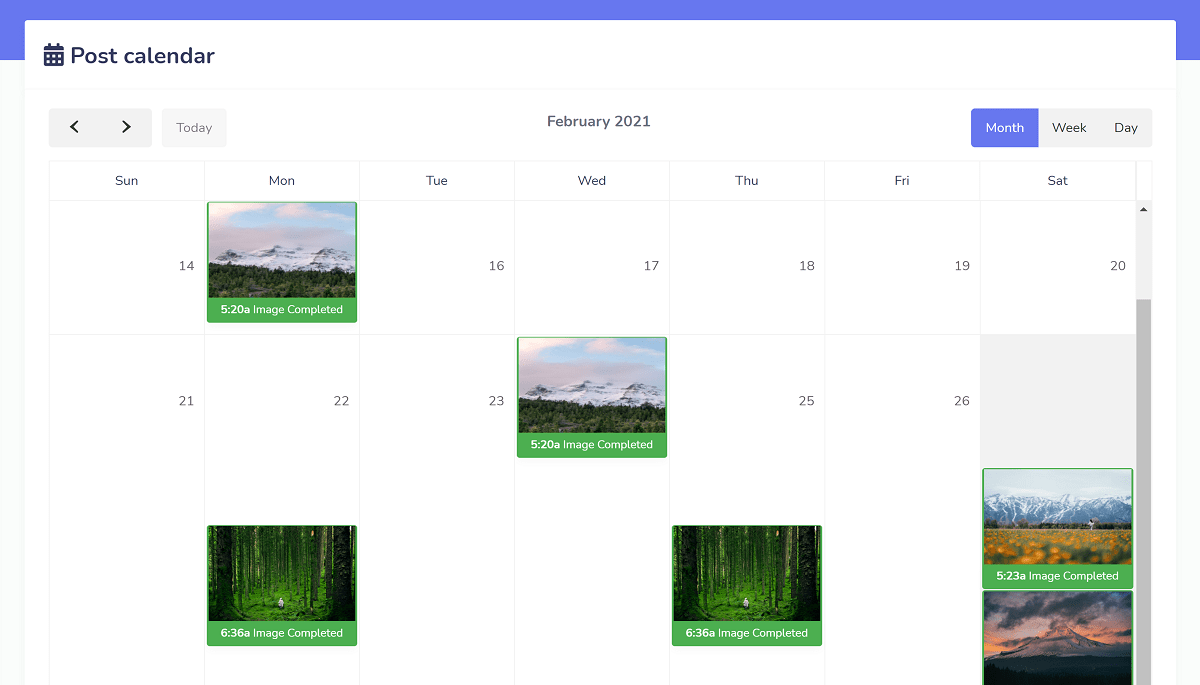 Post calendar
Today
February 2021
Month Week Day
Sun Mon Tue Wed Thu Fri Sat
14 16 17 18 19 20
5:20a Image Completed
21 22 23 25 26
5:20a Image Completed
5:23a Image Completed
6:36a Image Completed 6:36a Image Completed